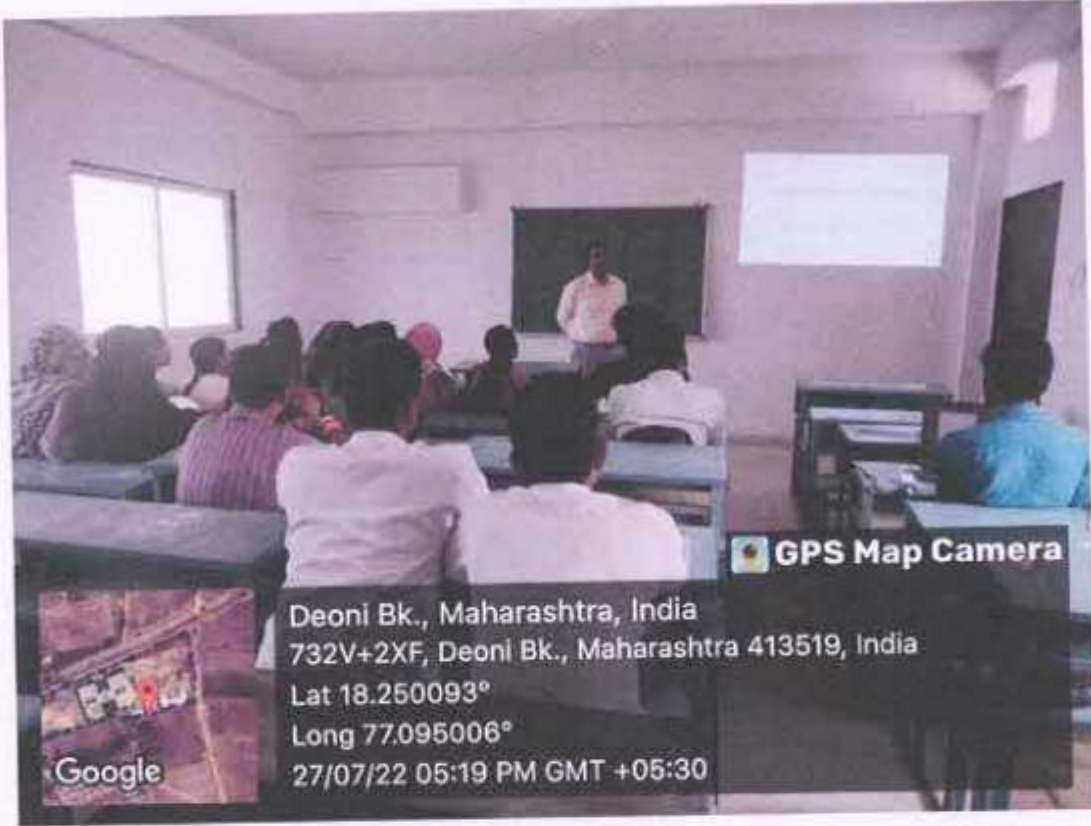 GPS Map Camera
Deoni Bk., Maharashtra, India
732V+2XF, Deoni Bk., Maharashtra 413519, India
Lat 18.250093°
Long 77.095006°
27/07/22 05:19 PM GMT +05:30
Google